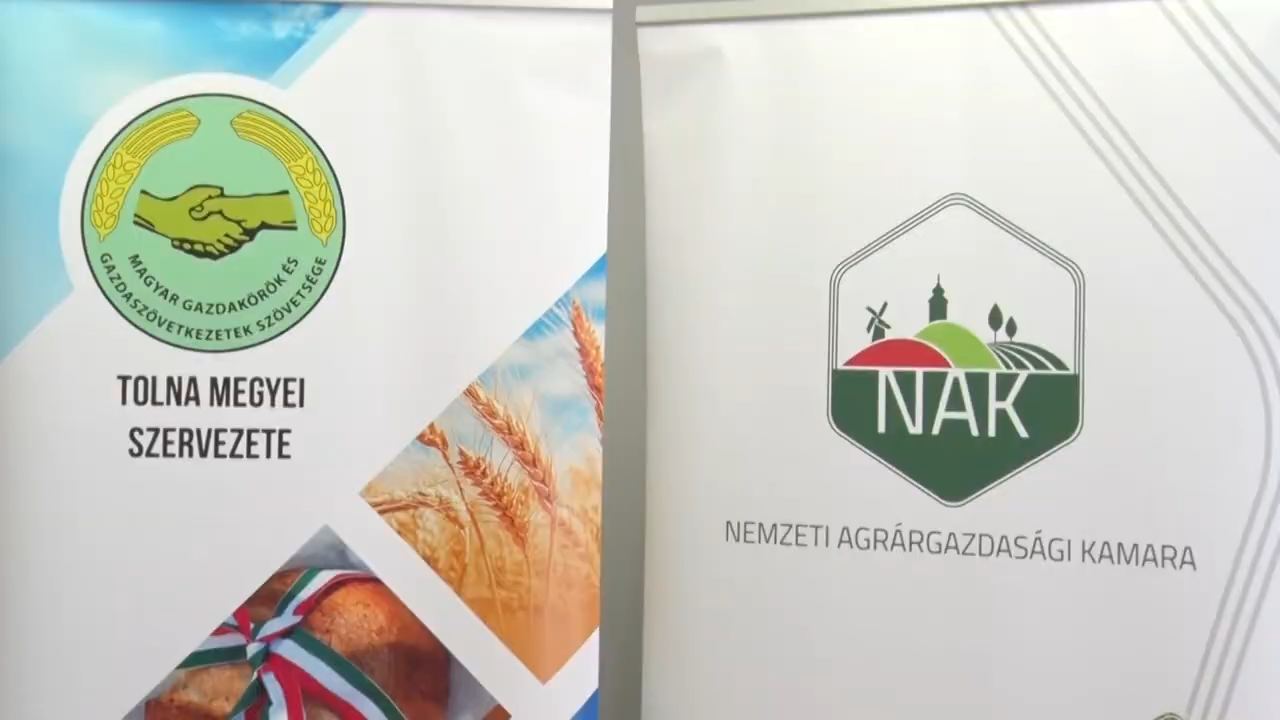 MAGYAR GAZDAKÖRÖK ÉS
GAZDASZÖVETKEZETEK SZÖVETSÉGE
TOLNA MEGYEI
SZERVEZETE
NAK
NEMZETI AGRÁRGAZDASÁGI KAMARA